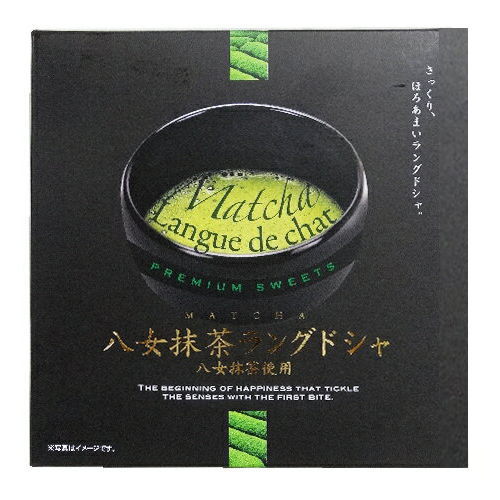 さっくり、
ほろあまいラングドシャ。
Matcha
Langue de chat
PREMIUM SWEETS
MATCHA
八女抹茶ラングドシャ
八女抹茶使用
THE BEGINNING OF HAPPINESS THAT TICKLE
THE SENSES WITH THE FIRST BITE.
※写真はイメージです。